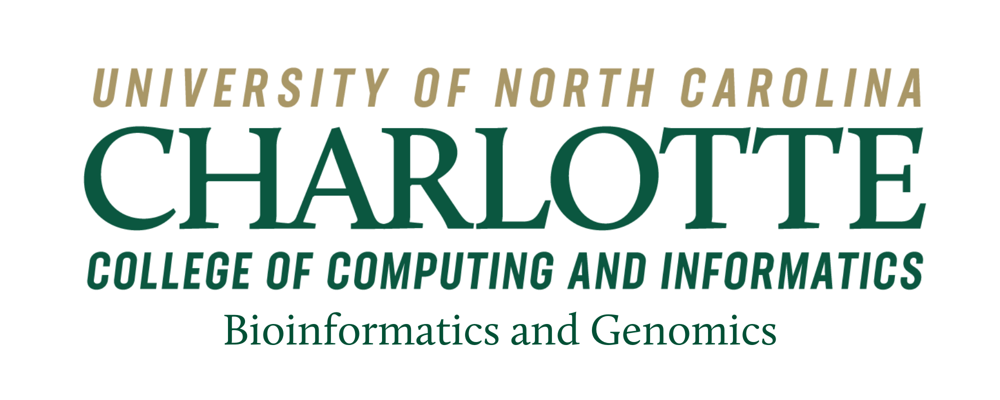 UNIVERSITY OF NORTH CAROLINA
CHARLOTTE
COLLEGE OF COMPUTING AND INFORMATICS
Bioinformatics and Genomics